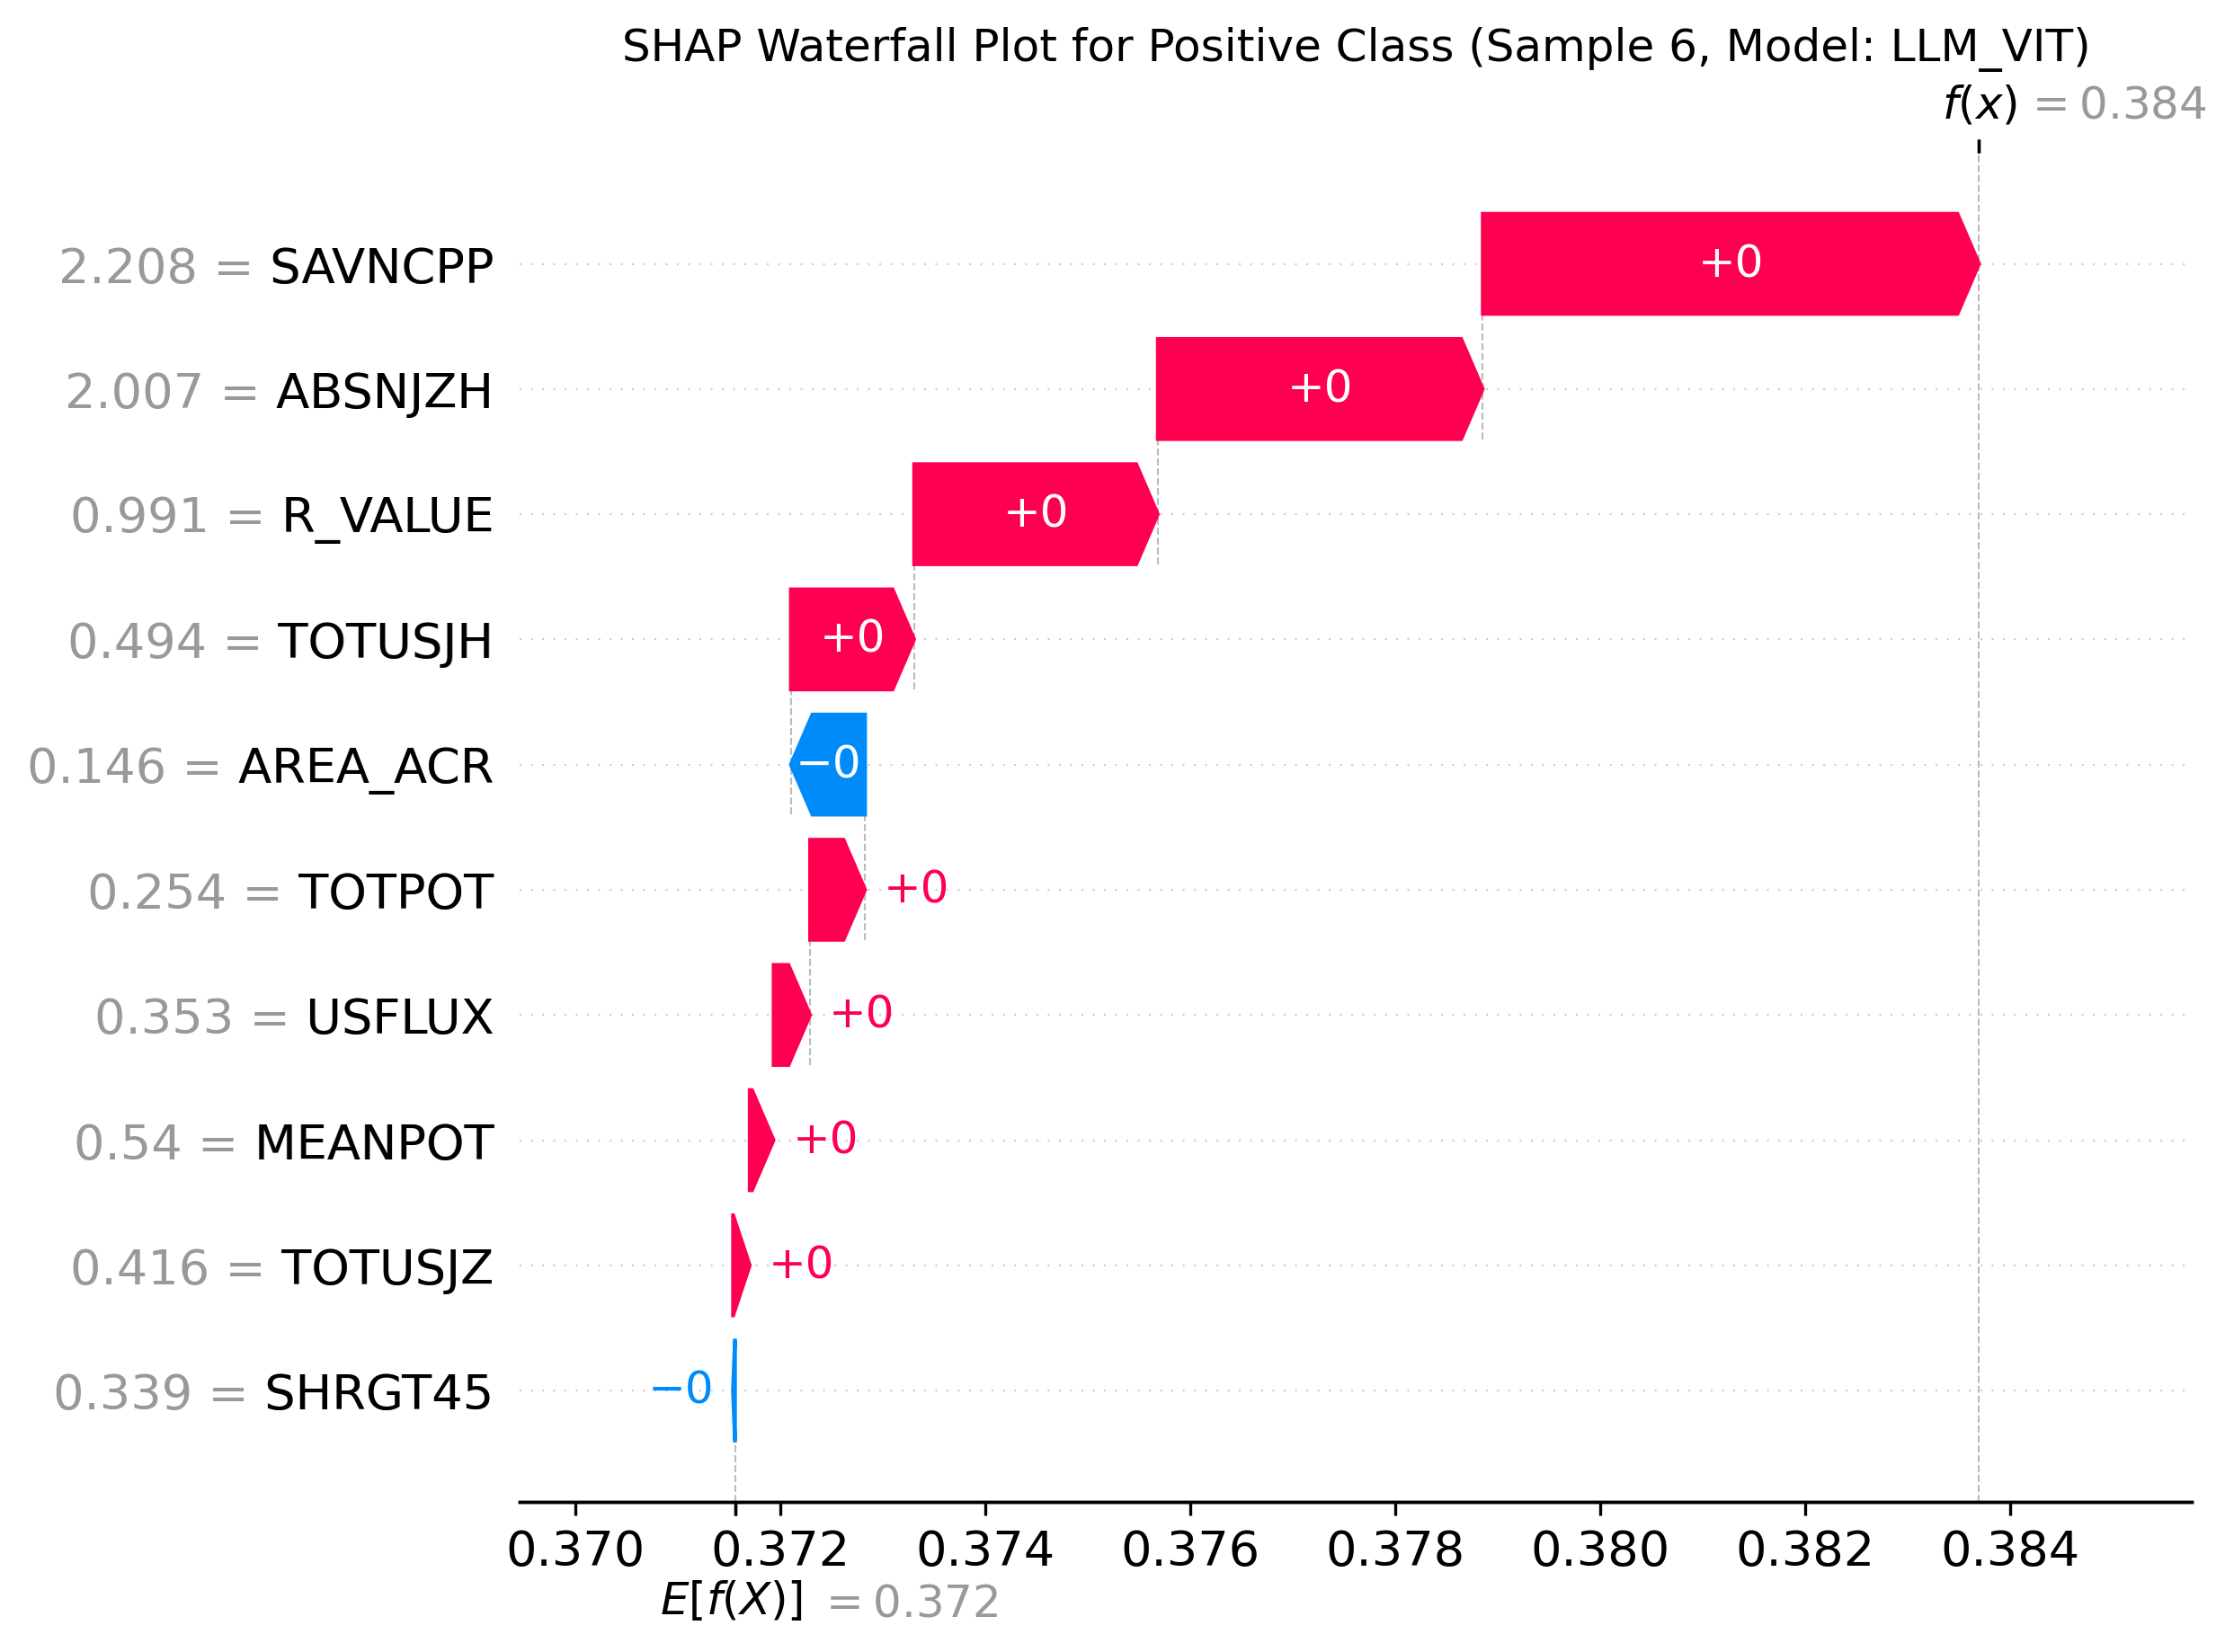 SHAP Waterfall Plot for Positive Class (Sample 6, Model: LLM_VIT)
f(x) = 0.384
2.208 = SAVNCPP +0
2.007 = ABSNJZH +0
0.991 = R_VALUE +0
0.494 = TOTUSJH +0
0.146 = AREA_ACR −0
0.254 = TOTPOT +0
0.353 = USFLUX +0
0.54 = MEANPOT +0
0.416 = TOTUSJZ +0
0.339 = SHRGT45 −0
0.370 0.372 0.374 0.376 0.378 0.380 0.382 0.384
E[f(X)] = 0.372